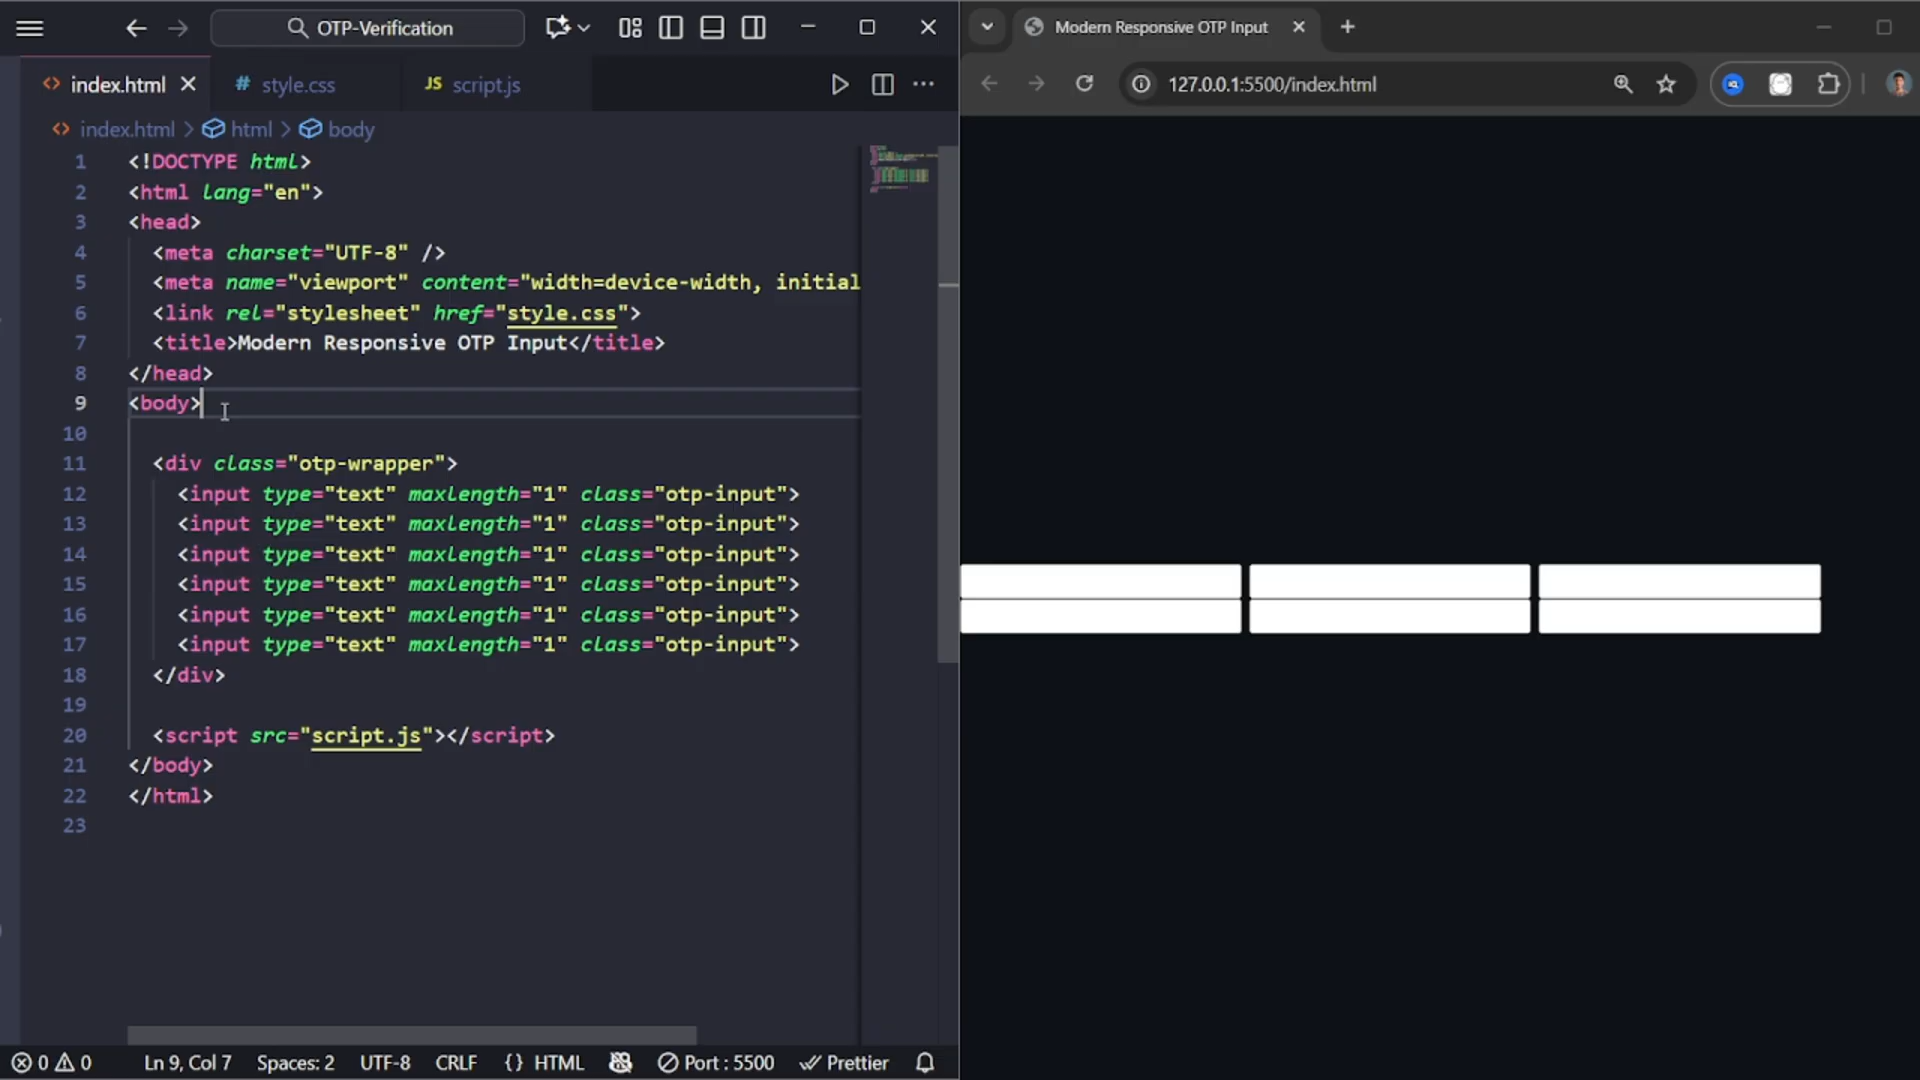 OTP-Verification
index.html
# style.css
JS script.js
index.html > html > body
1 <!DOCTYPE html>
2 <html lang="en">
3 <head>
4 <meta charset="UTF-8" />
5 <meta name="viewport" content="width=device-width, initial
6 <link rel="stylesheet" href="style.css">
7 <title>Modern Responsive OTP Input</title>
8 </head>
9 <body>
10
11 <div class="otp-wrapper">
12 <input type="text" maxlength="1" class="otp-input">
13 <input type="text" maxlength="1" class="otp-input">
14 <input type="text" maxlength="1" class="otp-input">
15 <input type="text" maxlength="1" class="otp-input">
16 <input type="text" maxlength="1" class="otp-input">
17 <input type="text" maxlength="1" class="otp-input">
18 </div>
19
20 <script src="script.js"></script>
21 </body>
22 </html>
23
0 0 Ln 9, Col 7 Spaces: 2 UTF-8 CRLF {} HTML Port : 5500 Prettier
Modern Responsive OTP Input
127.0.0.1:5500/index.html